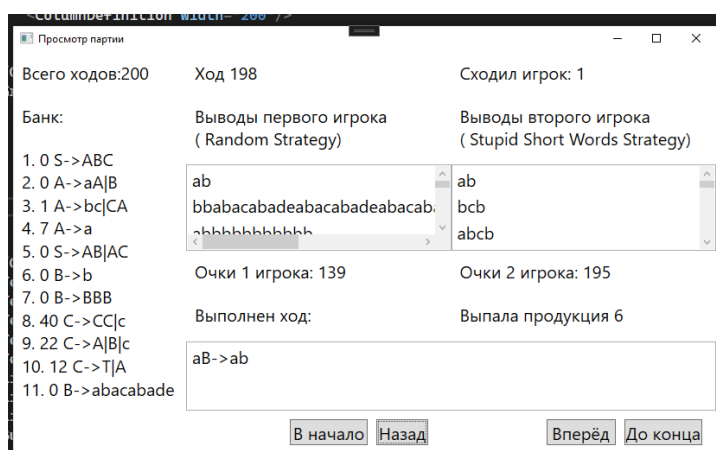 <ColumnDefinition Width="200"/>
Просмотр партии
Всего ходов:200
Ход 198
Сходил игрок: 1
Банк:
Выводы первого игрока
( Random Strategy)
Выводы второго игрока
( Stupid Short Words Strategy)
1. 0 S->ABC
2. 0 A->aA|B
3. 1 A->bc|CA
4. 7 A->a
5. 0 S->AB|AC
6. 0 B->b
7. 0 B->BBB
8. 40 C->CC|c
9. 22 C->A|B|c
10. 12 C->T|A
11. 0 B->abacabade
ab
bbabacabadeabacabadeabacaba
ab
bcb
abcb
Очки 1 игрока: 139
Очки 2 игрока: 195
Выполнен ход:
Выпала продукция 6
aB->ab
В начало
Назад
Вперёд
До конца